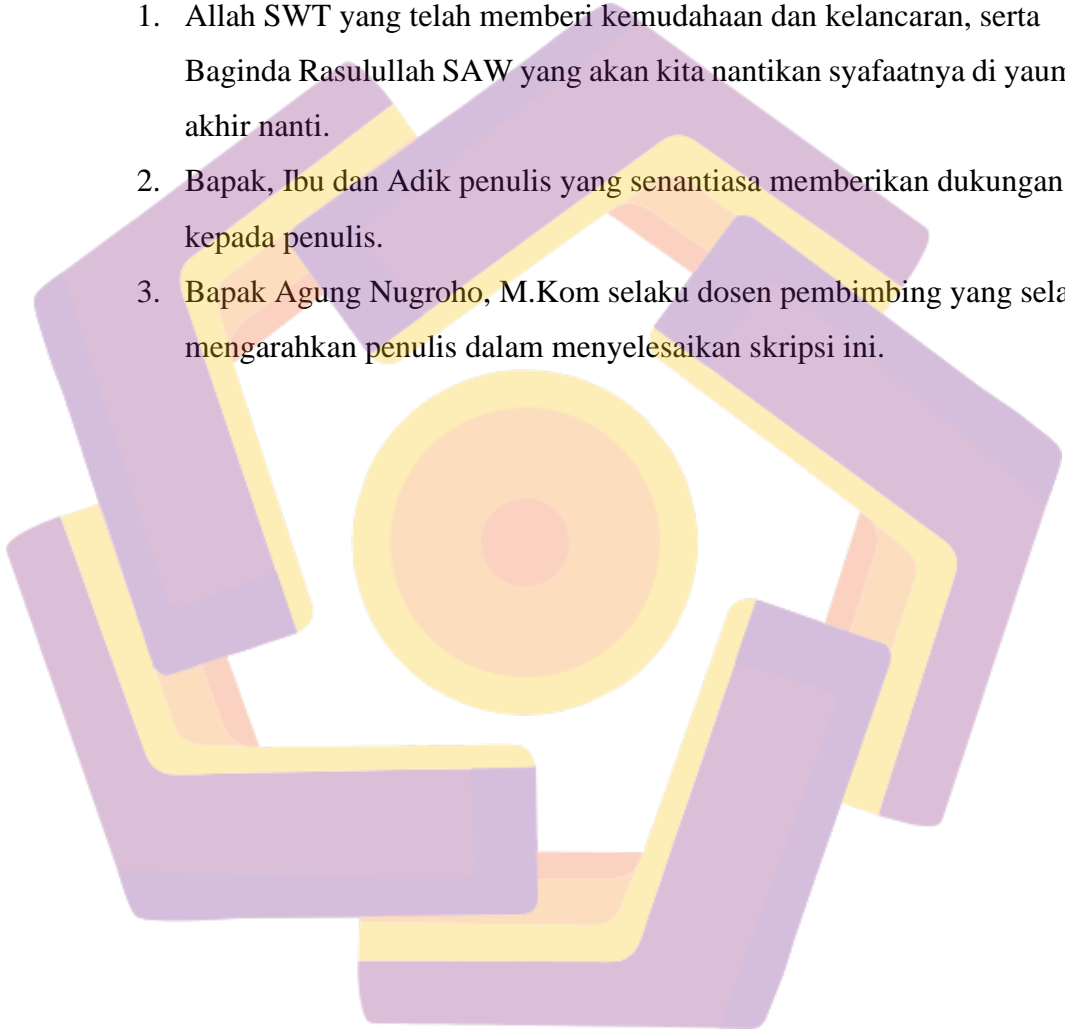 1. Allah SWT yang telah memberi kemudahaan dan kelancaran, serta
Baginda Rasulullah SAW yang akan kita nantikan syafaatnya di
akhir nanti.
2. Bapak, Ibu dan Adik penulis yang senantiasa memberikan dukungan
kepada penulis.
3. Bapak Agung Nugroho, M.Kom selaku dosen pembimbing yang
mengarahkan penulis dalam menyelesaikan skripsi ini.